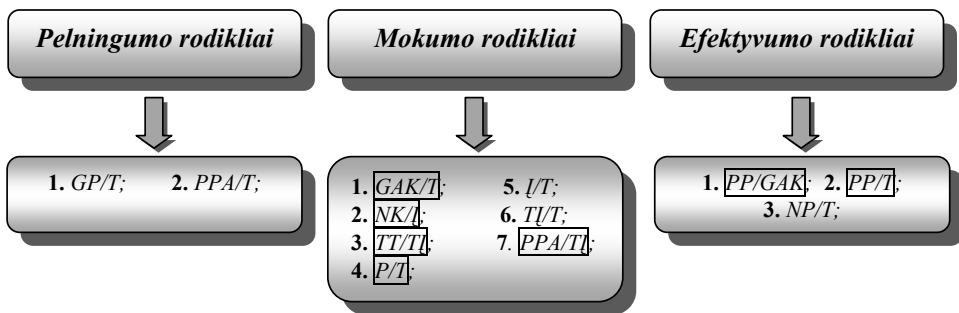 Pelningumo rodikliai
Mokumo rodikliai
Efektyvumo rodikliai
1. GP/T; 2. PPA/T;
1. GAK/T; 5. Į/T;
2. NK/Į; 6. TĮ/T;
3. TT/TĮ; 7. PPA/TĮ;
4. P/T;
1. PP/GAK; 2. PP/T;
3. NP/T;